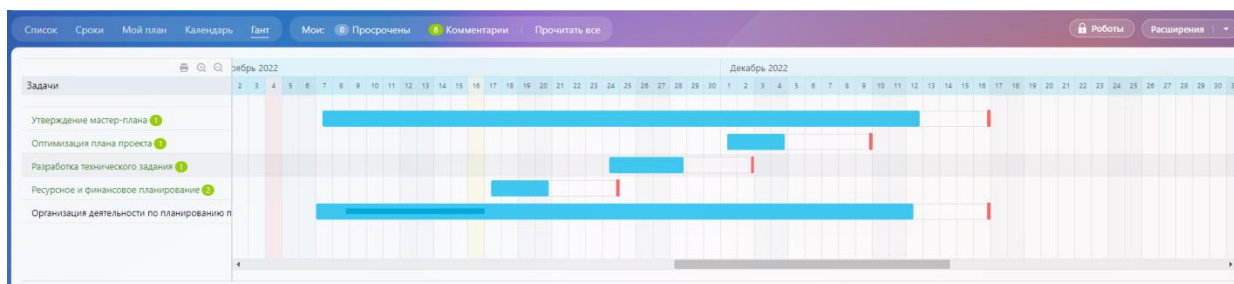 Список Сроки Мой план Календарь Гант Мои: 0 Просрочены 8 Комментарии Прочитать все Роботы Расширения
ябрь 2022 Декабрь 2022
Задачи 2 3 4 5 6 7 8 9 10 11 12 13 14 15 16 17 18 19 20 21 22 23 24 25 26 27 28 29 30 1 2 3 4 5 6 7 8 9 10 11 12 13 14 15 16 17 18 19 20 21 22 23 24 25 26 27 28 29 30
Утверждение мастер-плана 1
Оптимизация плана проекта 1
Разработка технического задания 1
Ресурсное и финансовое планирование 2
Организация деятельности по планированию п